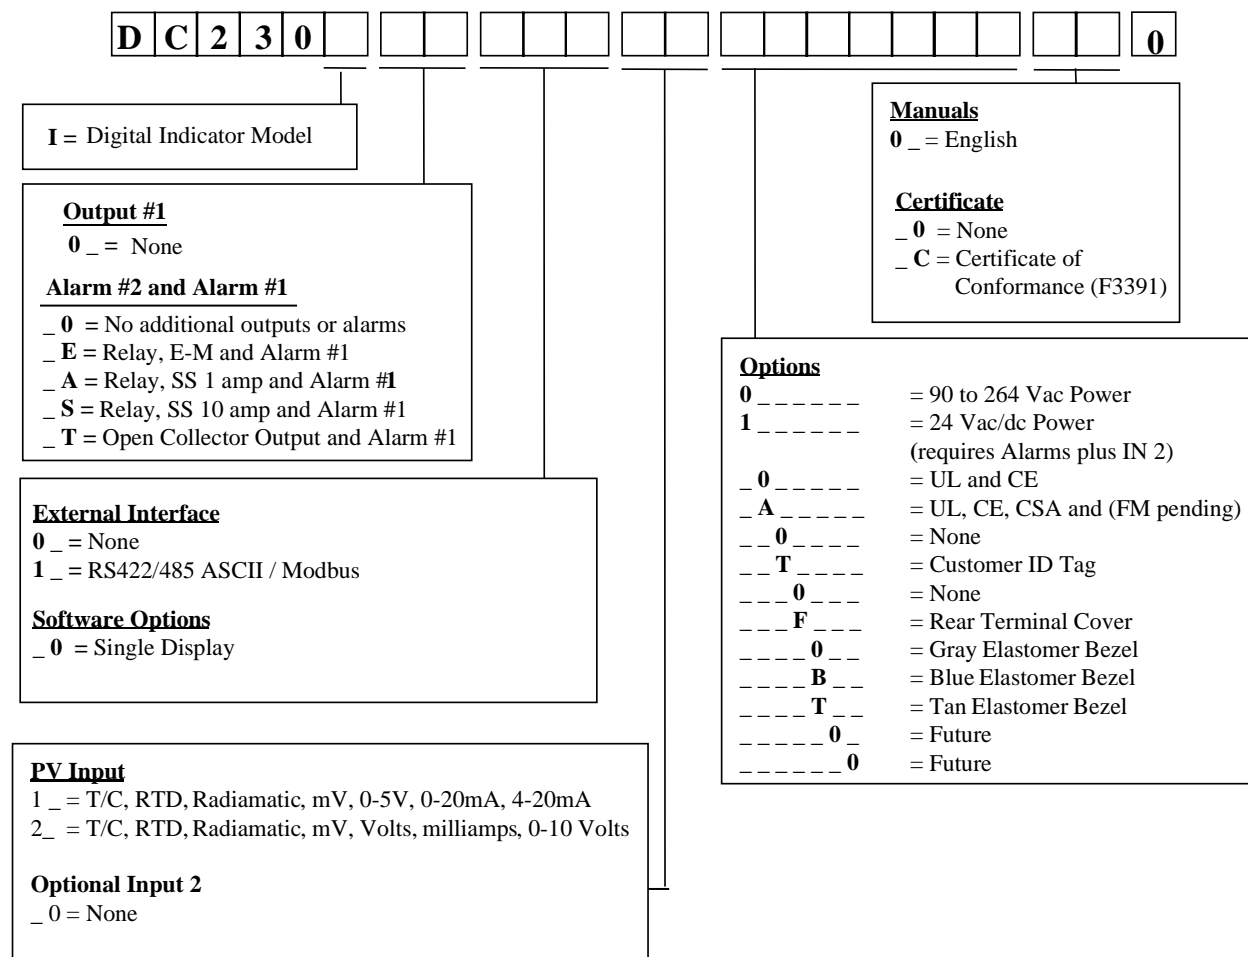 D C 2 3 0 0
I = Digital Indicator Model
Output #1
0 _ = None
Alarm #2 and Alarm #1
_ 0 = No additional outputs or alarms
_ E = Relay, E-M and Alarm #1
_ A = Relay, SS 1 amp and Alarm #1
_ S = Relay, SS 10 amp and Alarm #1
_ T = Open Collector Output and Alarm #1
External Interface
0 _ = None
1 _ = RS422/485 ASCII / Modbus
Software Options
_ 0 = Single Display
PV Input
1 _ = T/C, RTD, Radiamatic, mV, 0-5V, 0-20mA, 4-20mA
2_ = T/C, RTD, Radiamatic, mV, Volts, milliamps, 0-10 Volts
Optional Input 2
_ 0 = None
Manuals
0 _ = English
Certificate
_ 0 = None
_ C = Certificate of
Conformance (F3391)
Options
0 _ _ _ _ _ _ = 90 to 264 Vac Power
1 _ _ _ _ _ _ = 24 Vac/dc Power
(requires Alarms plus IN 2)
_ 0 _ _ _ _ _ = UL and CE
_ A _ _ _ _ _ = UL, CE, CSA and (FM pending)
_ _ 0 _ _ _ _ = None
_ _ T _ _ _ _ = Customer ID Tag
_ _ _ 0 _ _ _ = None
_ _ _ F _ _ _ = Rear Terminal Cover
_ _ _ _ 0 _ _ = Gray Elastomer Bezel
_ _ _ _ B _ _ = Blue Elastomer Bezel
_ _ _ _ T _ _ = Tan Elastomer Bezel
_ _ _ _ _ 0 _ = Future
_ _ _ _ _ _ 0 = Future